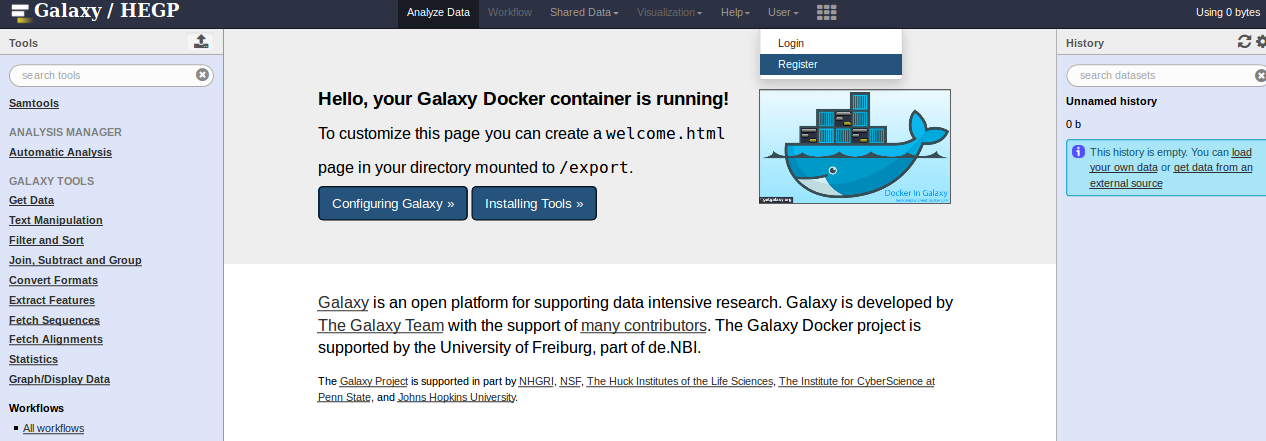 Galaxy / HEGP
Analyze Data Workflow Shared Data Visualization Help User
Using 0 bytes
Login
Register
Tools
search tools
Samtools
ANALYSIS MANAGER
Automatic Analysis
GALAXY TOOLS
Get Data
Text Manipulation
Filter and Sort
Join, Subtract and Group
Convert Formats
Extract Features
Fetch Sequences
Fetch Alignments
Statistics
Graph/Display Data
Workflows
All workflows
Hello, your Galaxy Docker container is running!
To customize this page you can create a welcome.html
page in your directory mounted to /export.
Configuring Galaxy » Installing Tools »
Docker In Galaxy
Galaxy is an open platform for supporting data intensive research. Galaxy is developed by
The Galaxy Team with the support of many contributors. The Galaxy Docker project is
supported by the University of Freiburg, part of de.NBI.
The Galaxy Project is supported in part by NHGRI, NSF, The Huck Institutes of the Life Sciences, The Institute for CyberScience at
Penn State, and Johns Hopkins University.
History
search datasets
Unnamed history
0 b
This history is empty. You can load
your own data or get data from an
external source